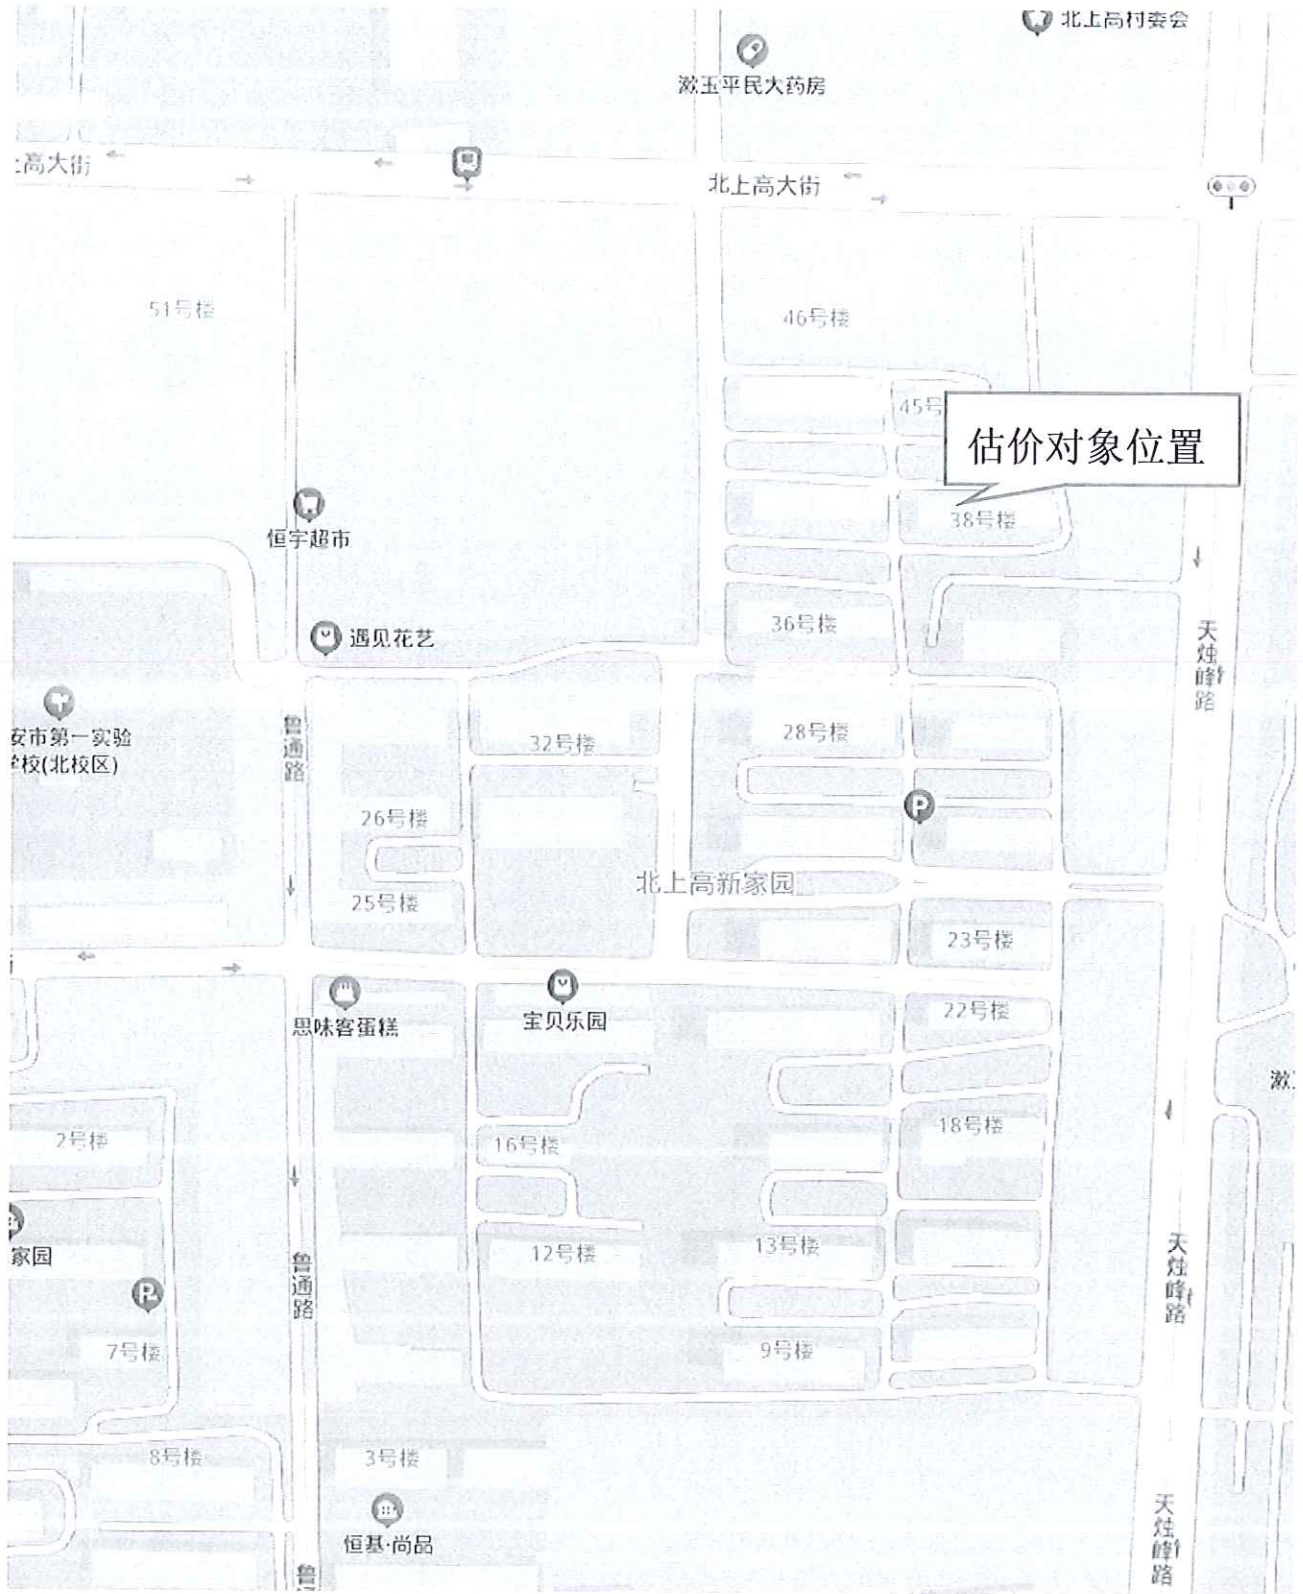 北上高村委会
漱玉平民大药房
上高大街
北上高大街
51号楼
46号楼
45号
估价对象位置
38号楼
恒宇超市
36号楼
遇见花艺
天烛峰路
安市第一实验
学校(北校区)
鲁通路
32号楼
28号楼
P
26号楼
北上高新家园
25号楼
23号楼
22号楼
思味客蛋糕
宝贝乐园
漱
2号楼
16号楼
18号楼
家园
鲁通路
12号楼
13号楼
天烛峰路
P
7号楼
9号楼
8号楼
3号楼
恒基·尚品
天烛峰路
鲁